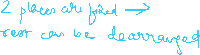 2 places are fixed →
rest can be dearranged